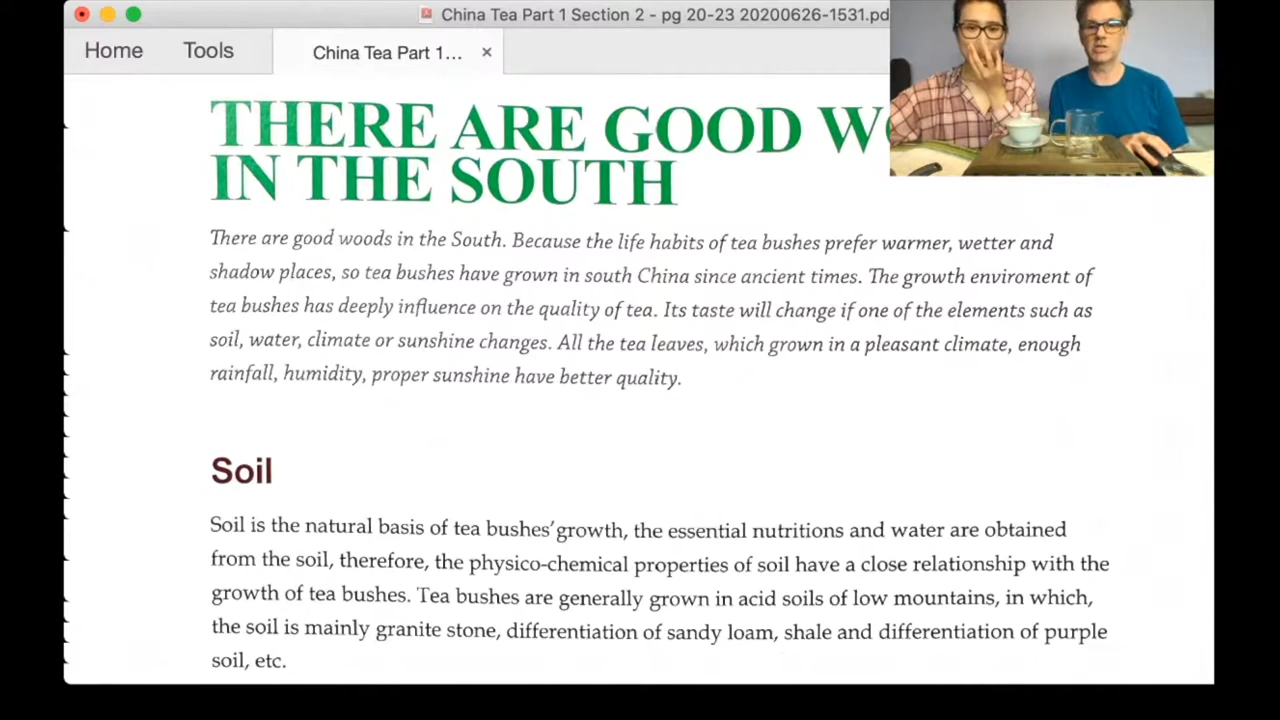 China Tea Part 1 Section 2 - pg 20-23 20200626-1531.pd
Home Tools China Tea Part 1... ×
THERE ARE GOOD
IN THE SOUTH
There are good woods in the South. Because the life habits of tea bushes prefer warmer, wetter and
shadow places, so tea bushes have grown in south China since ancient times. The growth enviroment of
tea bushes has deeply influence on the quality of tea. Its taste will change if one of the elements such as
soil, water, climate or sunshine changes. All the tea leaves, which grown in a pleasant climate, enough
rainfall, humidity, proper sunshine have better quality.
Soil
Soil is the natural basis of tea bushes’growth, the essential nutritions and water are obtained
from the soil, therefore, the physico-chemical properties of soil have a close relationship with the
growth of tea bushes. Tea bushes are generally grown in acid soils of low mountains, in which,
the soil is mainly granite stone, differentiation of sandy loam, shale and differentiation of purple
soil, etc.